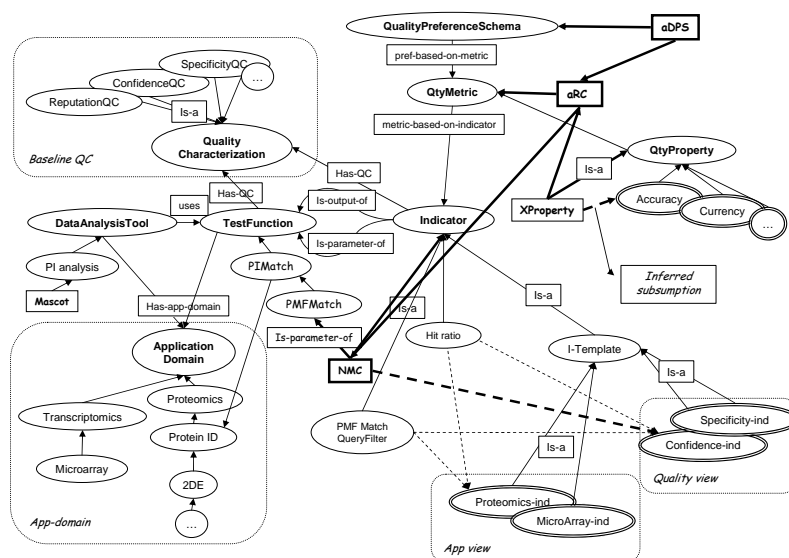 QualityPreferenceSchema
aDPS
SpecificityQC
...
pref-based-on-metric
ConfidenceQC
QtyMetric
aRC
ReputationQC
Is-a
metric-based-on-indicator
Quality
Characterization
QtyProperty
Baseline QC
Has-QC
Is-a
Has-QC
Is-output-of
Accuracy
uses
XProperty
Currency
DataAnalysisTool
TestFunction
Indicator
...
Is-parameter-of
PI analysis
PIMatch
Inferred
subsumption
Mascot
PMFMatch
Is-a
Is-a
Has-app-domain
Is-parameter-of
Hit ratio
Application
Domain
I-Template
NMC
Is-a
Proteomics
Transcriptomics
Specificity-ind
PMF Match
QueryFilter
Protein ID
Confidence-ind
Is-a
Microarray
Quality view
2DE
Proteomics-ind
MicroArray-ind
...
App-domain
App view